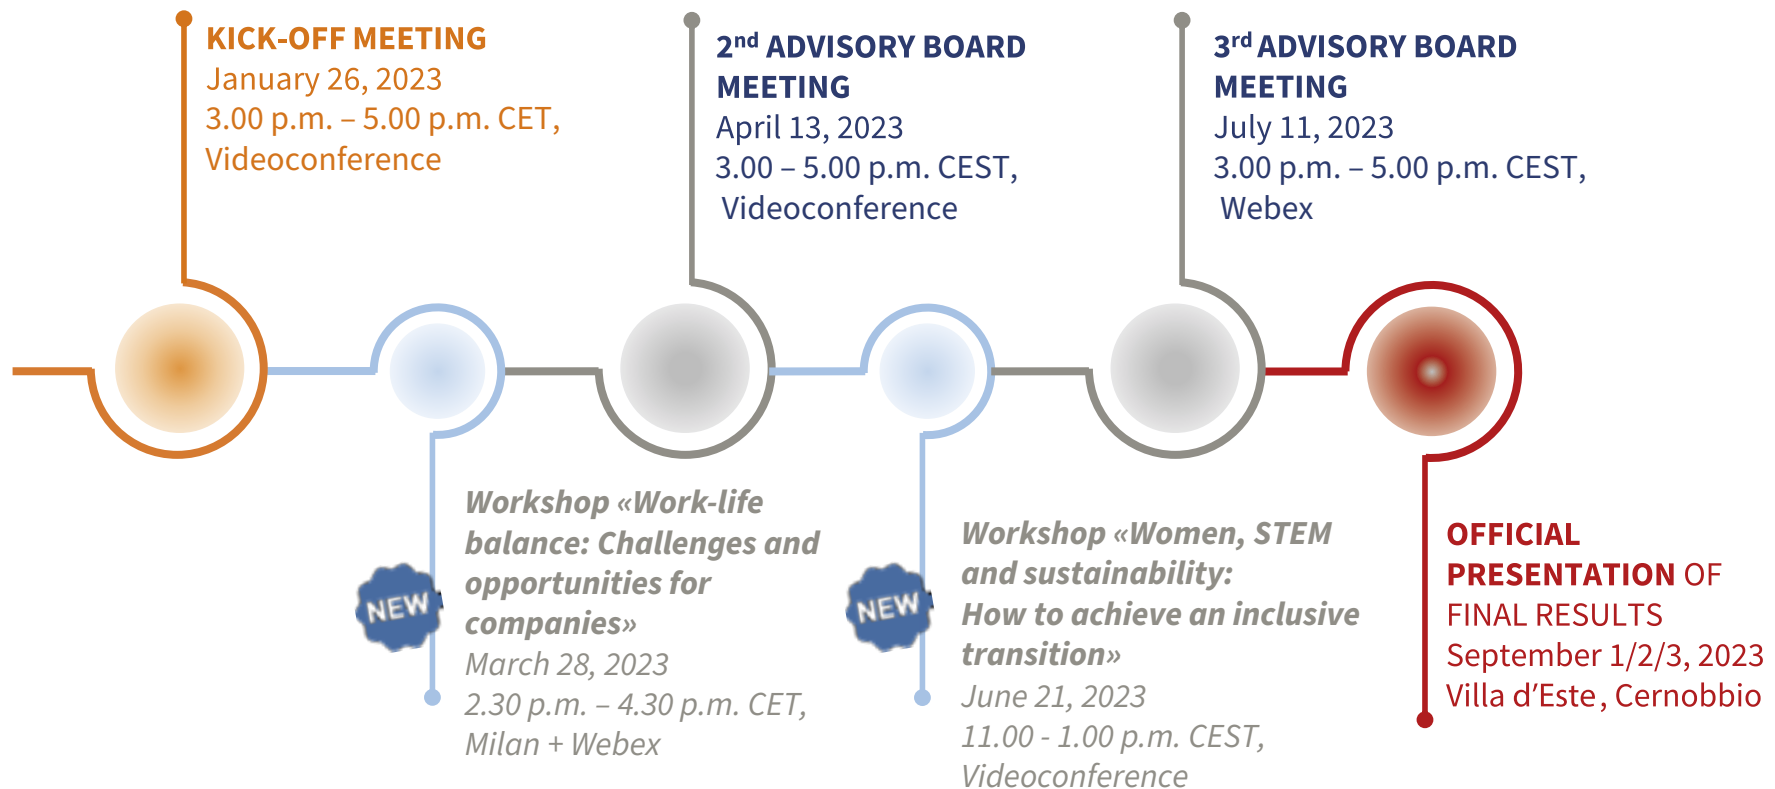 KICK-OFF MEETING
January 26, 2023
3.00 p.m. – 5.00 p.m. CET,
Videoconference
2nd ADVISORY BOARD
MEETING
April 13, 2023
3.00 – 5.00 p.m. CEST,
Videoconference
3rd ADVISORY BOARD
MEETING
July 11, 2023
3.00 p.m. – 5.00 p.m. CEST,
Webex
NEW
Workshop «Work-life
balance: Challenges and
opportunities for
companies»
March 28, 2023
2.30 p.m. – 4.30 p.m. CET,
Milan + Webex
NEW
Workshop «Women, STEM
and sustainability:
How to achieve an inclusive
transition»
June 21, 2023
11.00 - 1.00 p.m. CEST,
Videoconference
OFFICIAL
PRESENTATION OF
FINAL RESULTS
September 1/2/3, 2023
Villa d’Este, Cernobbio